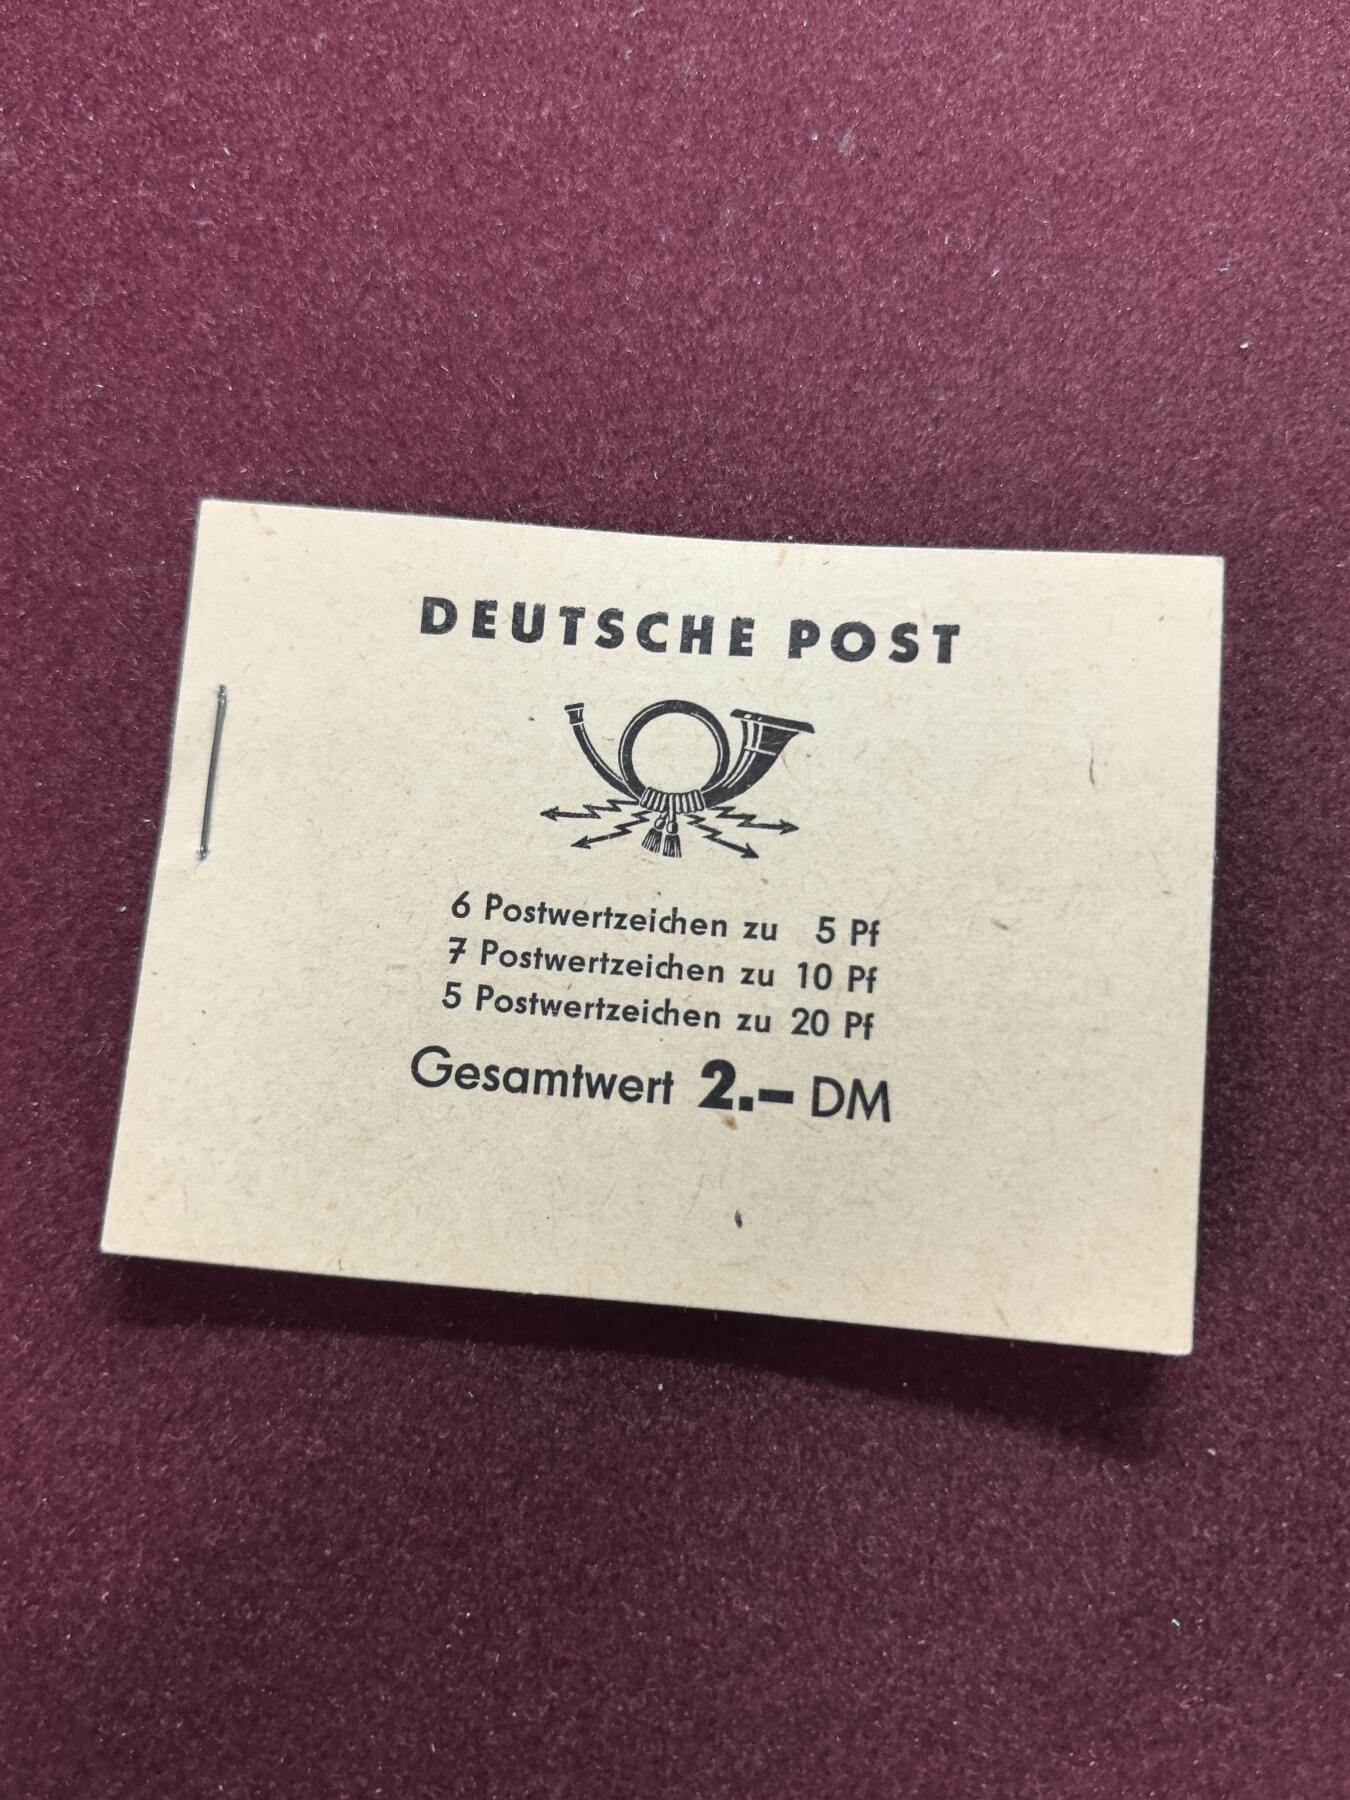 DEUTSCHE POST
6 Postwertzeichen zu 5 Pf
7 Postwertzeichen zu 10 Pf
5 Postwertzeichen zu 20 Pf
Gesamtwert 2.– DM